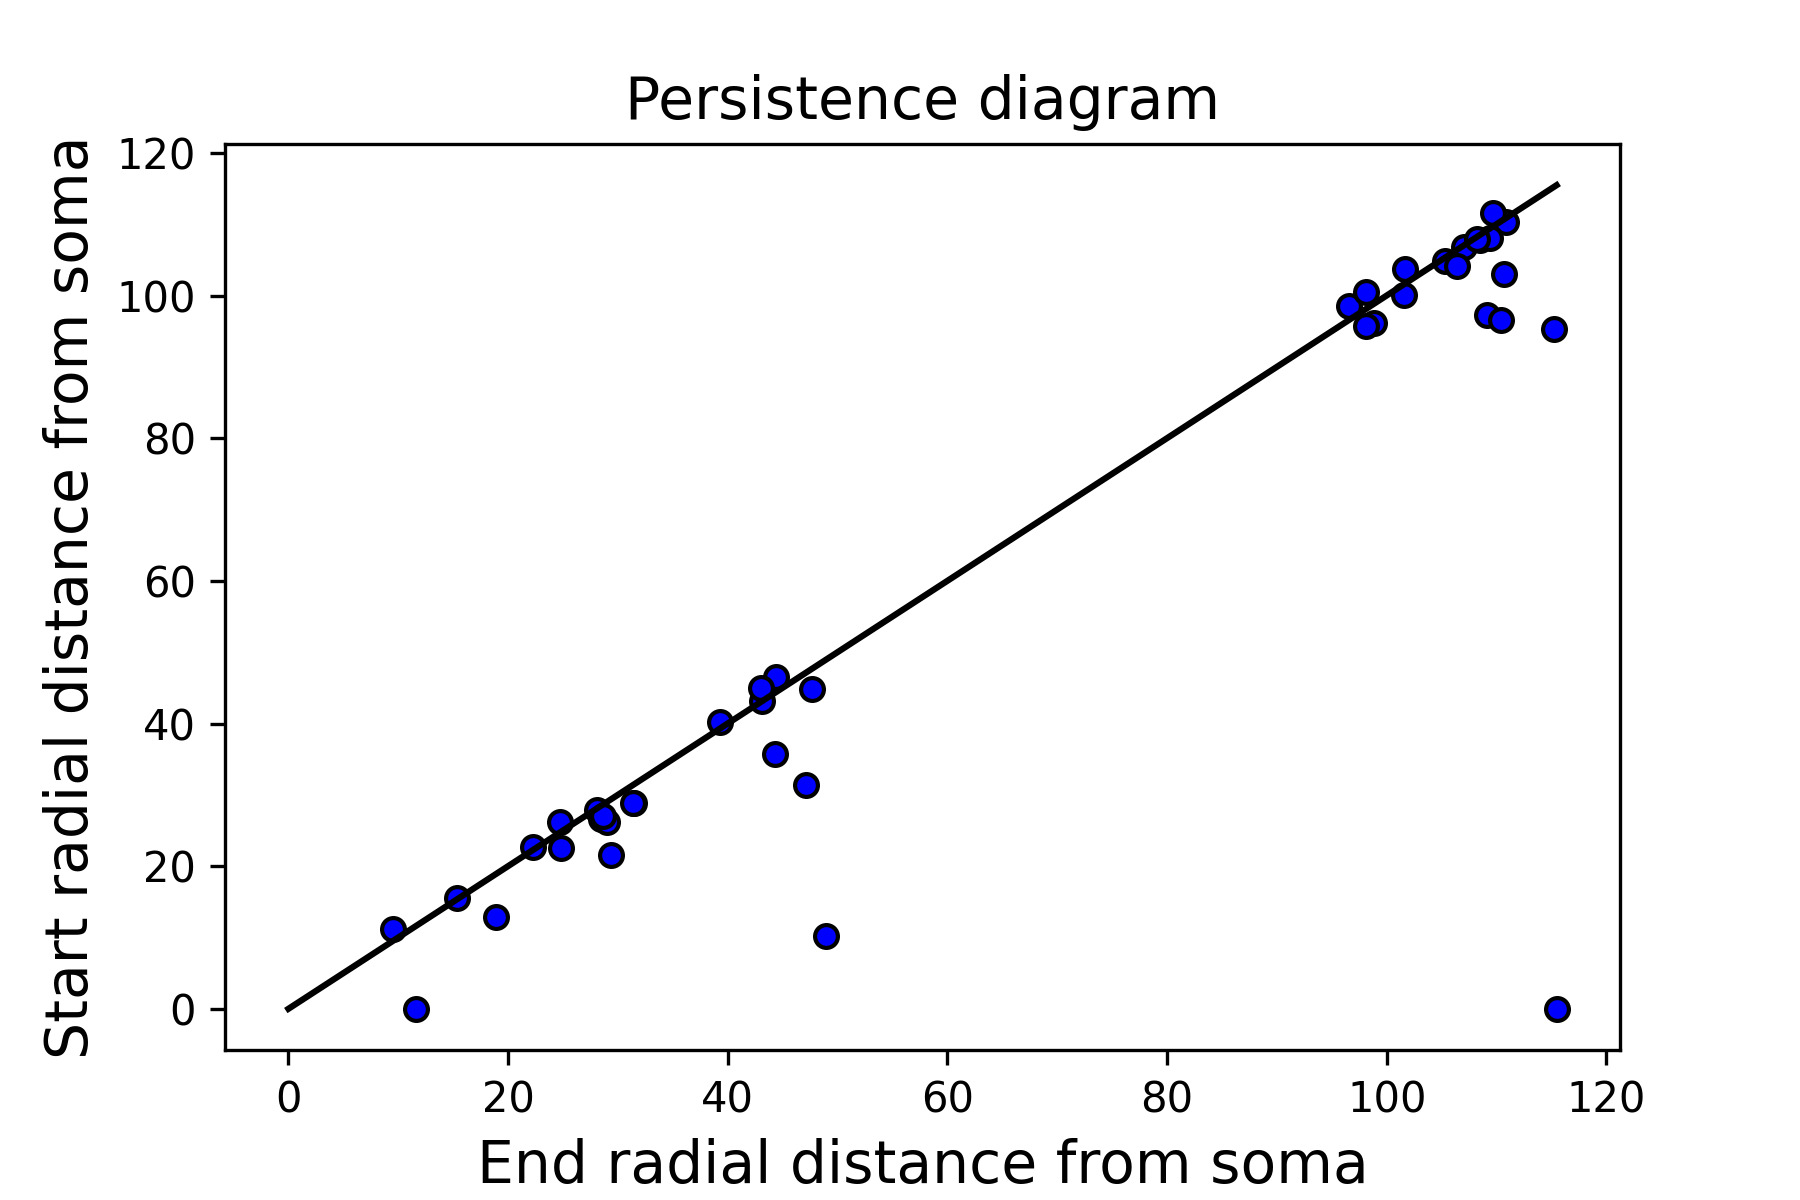 Persistence diagram
Start radial distance from soma
120
100
80
60
40
20
0
0 20 40 60 80 100 120
End radial distance from soma